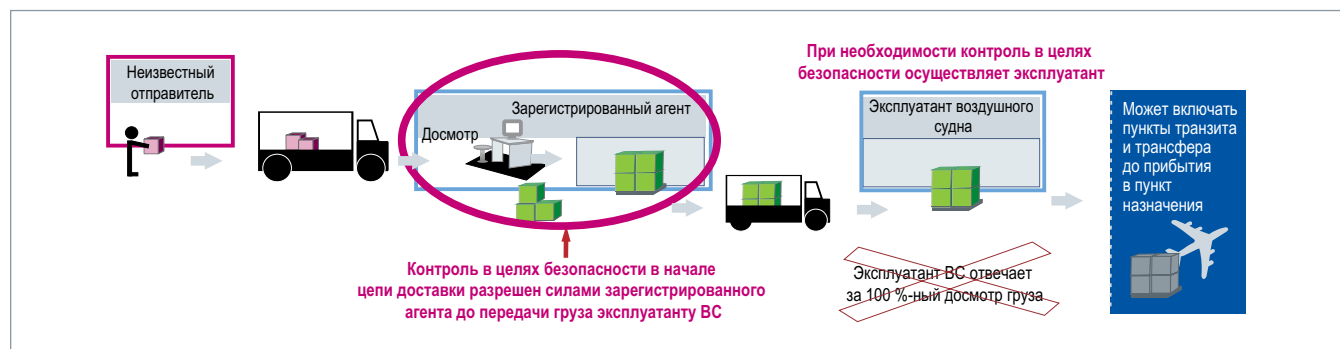 При необходимости контроль в целях
безопасности осуществляет эксплуатант
Неизвестный
отправитель
Зарегистрированный агент
Досмотр
Эксплуатант воздушного
судна
Может включать
пункты транзита
и трансфера
до прибытия
в пункт
назначения
Контроль в целях безопасности в начале
цепи доставки разрешен силами зарегистрированного
агента до передачи груза эксплуатанту ВС
Эксплуатант ВС отвечает
за 100 %-ный досмотр груза